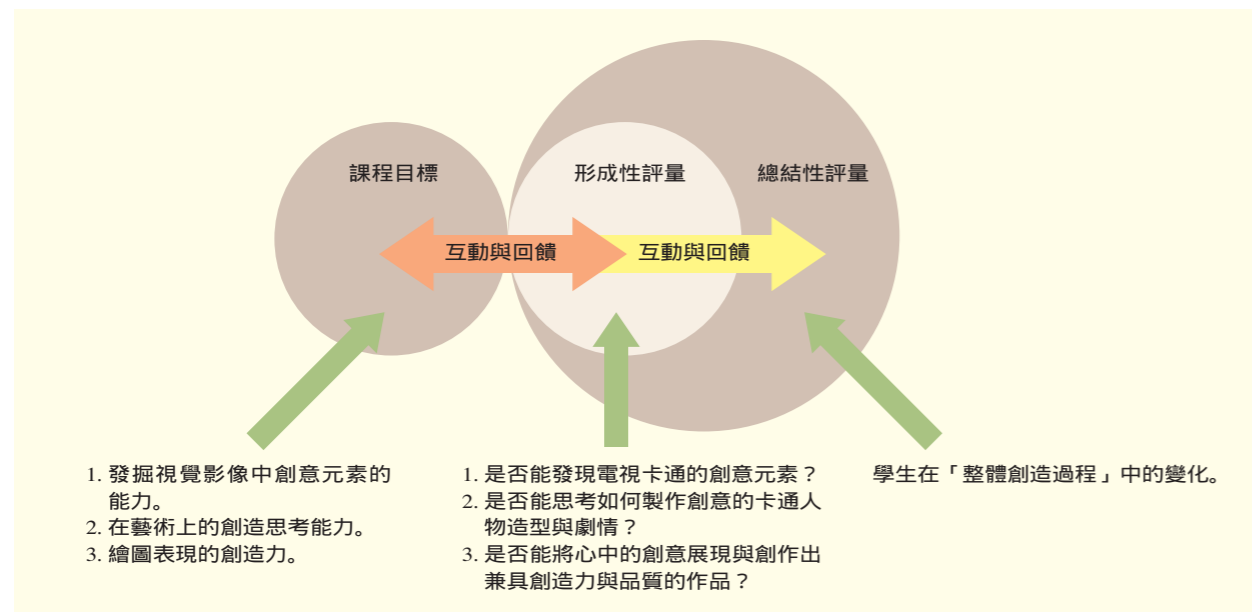 課程目標
形成性評量
總結性評量
互動與回饋
互動與回饋
1. 發掘視覺影像中創意元素的
能力。
2. 在藝術上的創造思考能力。
3. 繪圖表現的創造力。
1. 是否能發現電視卡通的創意元素？
2. 是否能思考如何製作創意的卡通人
物造型與劇情？
3. 是否能將心中的創意展現與創作出
兼具創造力與品質的作品？
學生在「整體創造過程」中的變化。